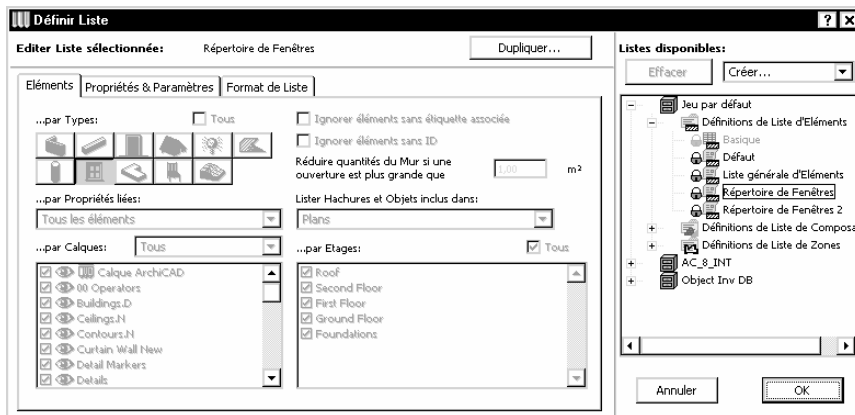 Définir Liste
Editer Liste sélectionnée: Répertoire de Fenêtres Dupliquer...
Eléments Propriétés & Paramètres Format de Liste
...par Types: Tous
Ignorer éléments sans étiquette associée
Ignorer éléments sans ID
Réduire quantités du Mur si une
ouverture est plus grande que 1,00 m²
...par Propriétés liées:
Tous les éléments
Lister Hachures et Objets inclus dans:
Plans
...par Calques: Tous
Calque ArchiCAD
00 Operators
Buildings.D
Ceilings.N
Contours.N
Curtain Wall New
Detail Markers
Details
...par Etages: Tous
Roof
Second Floor
First Floor
Ground Floor
Foundations
Listes disponibles:
Effacer Créer...
Jeu par défaut
Définitions de Liste d'Eléments
Basique
Défaut
Liste générale d'Eléments
Répertoire de Fenêtres
Répertoire de Fenêtres 2
Définitions de Liste de Composa
Définitions de Liste de Zones
AC_8_INT
Object Inv DB
Annuler OK